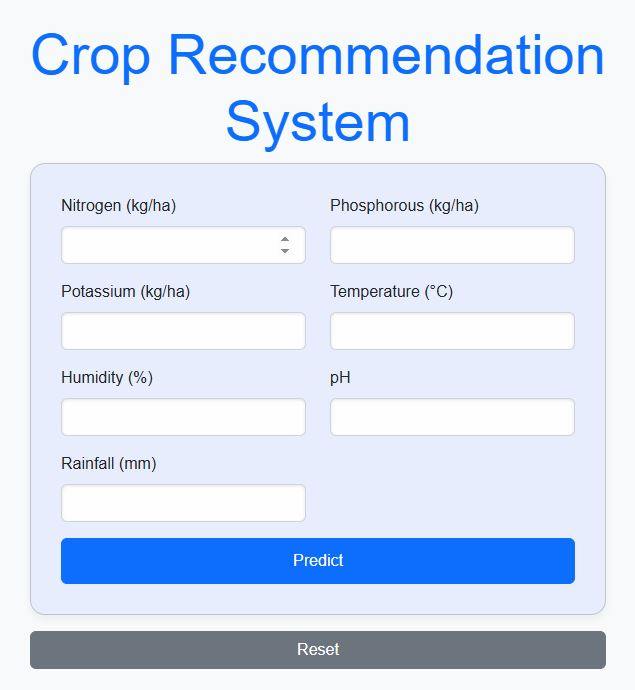 Crop Recommendation
System
Nitrogen (kg/ha)
Phosphorous (kg/ha)
Potassium (kg/ha)
Temperature (°C)
Humidity (%)
pH
Rainfall (mm)
Predict
Reset